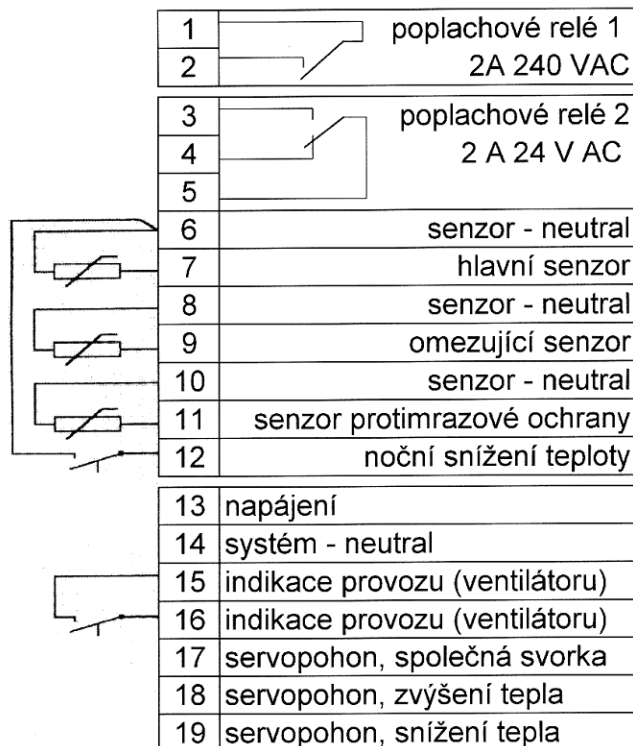 1 poplachové relé 1
2 2A 240 VAC
3 poplachové relé 2
4 2 A 24 V AC
5
6 senzor - neutral
7 hlavní senzor
8 senzor - neutral
9 omezující senzor
10 senzor - neutral
11 senzor protimrazové ochrany
12 noční snížení teploty
13 napájení
14 systém - neutral
15 indikace provozu (ventilátoru)
16 indikace provozu (ventilátoru)
17 servopohon, společná svorka
18 servopohon, zvýšení tepla
19 servopohon, snížení tepla